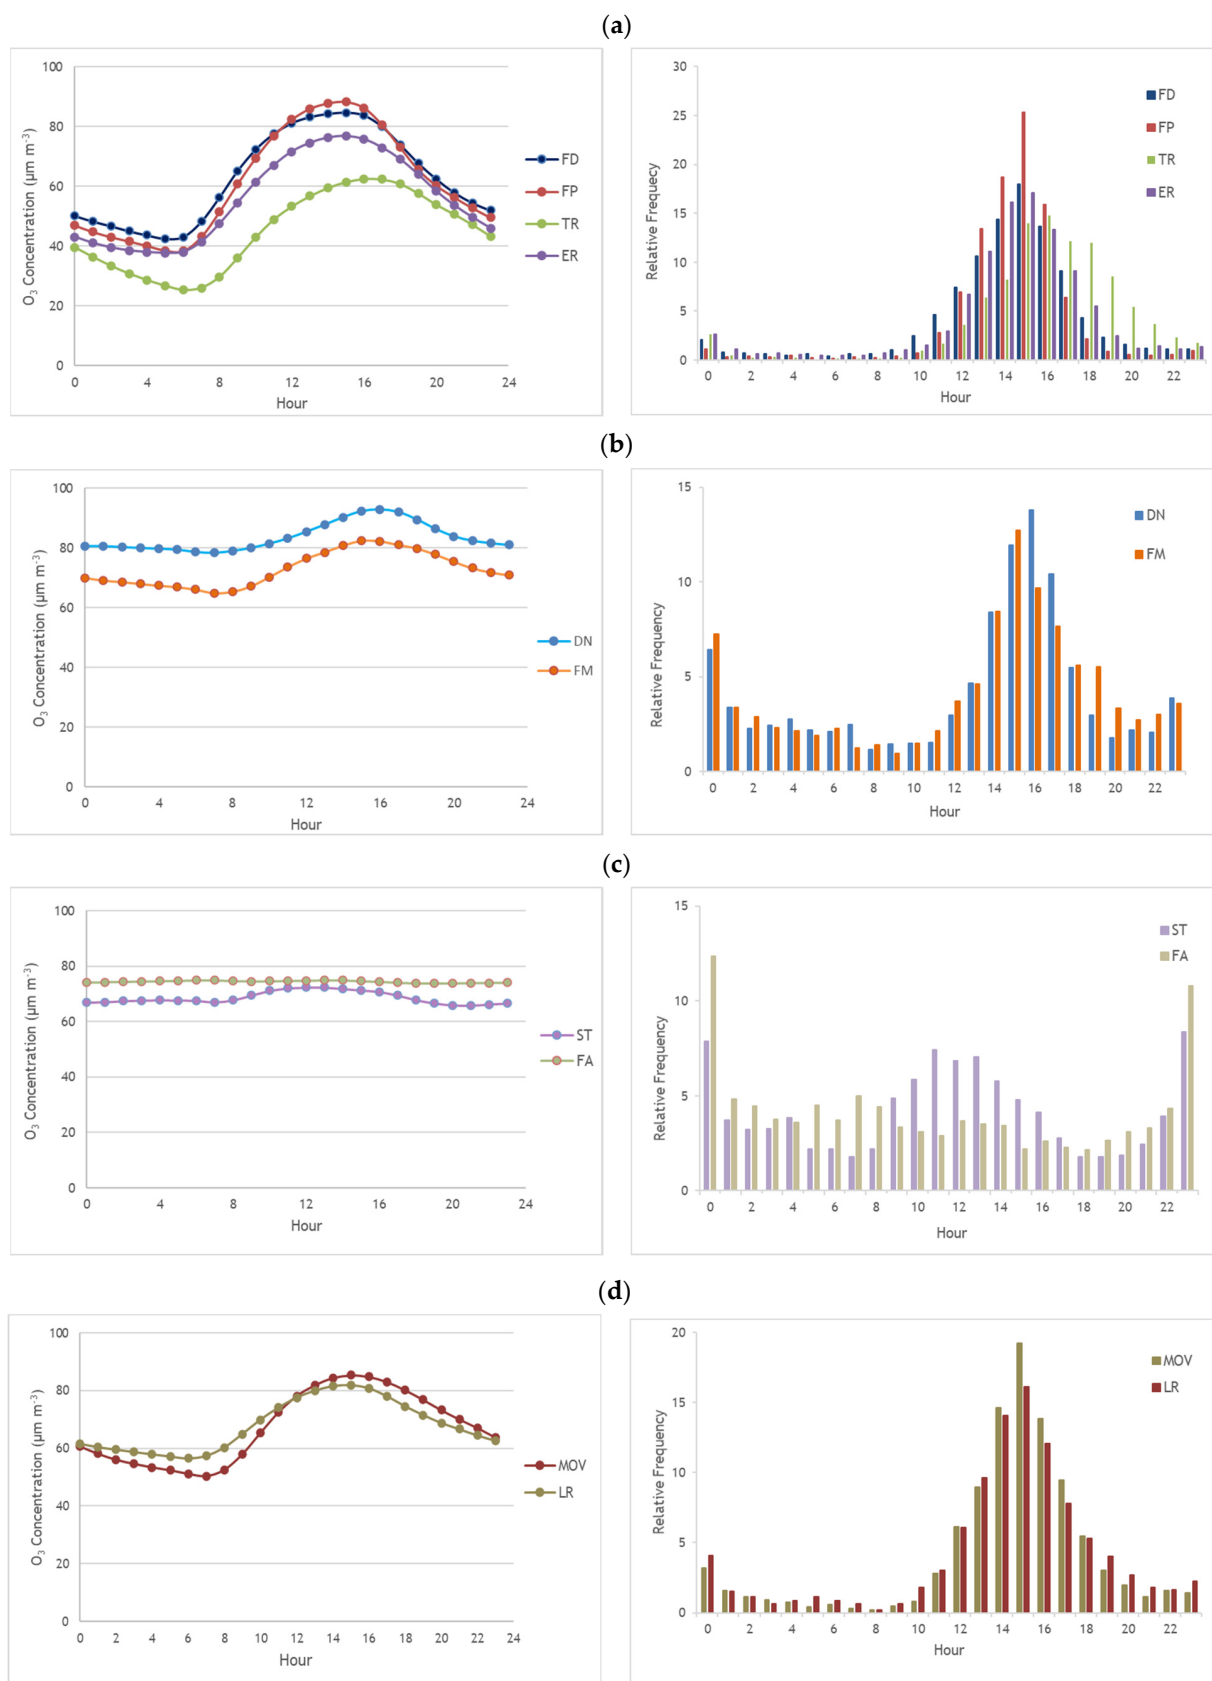 (a)
100
80
60
40
20
0
O3 Concentration (µm m-3)
0 4 8 12 16 20 24
Hour
FD
FP
TR
ER
30
25
20
15
10
5
0
Relative Frequecy
0 2 4 6 8 10 12 14 16 18 20 22
Hour
FD
FP
TR
ER
(b)
100
80
60
40
20
0
O3 Concentration (µm m-3)
0 4 8 12 16 20 24
Hour
DN
FM
15
10
5
0
Relative Frequency
0 2 4 6 8 10 12 14 16 18 20 22
Hour
DN
FM
(c)
100
80
60
40
20
0
O3 Concentration (µm m-3)
0 4 8 12 16 20 24
Hour
ST
FA
15
10
5
0
Relative Frequency
0 2 4 6 8 10 12 14 16 18 20 22
Hour
ST
FA
(d)
100
80
60
40
20
0
O3 Concentration (µm m-3)
0 2 4 6 8 10 12 14 16 18 20 22 24
Hour
MOV
LR
20
15
10
5
0
Relative Frequency
0 2 4 6 8 10 12 14 16 18 20 22
Hour
MOV
LR